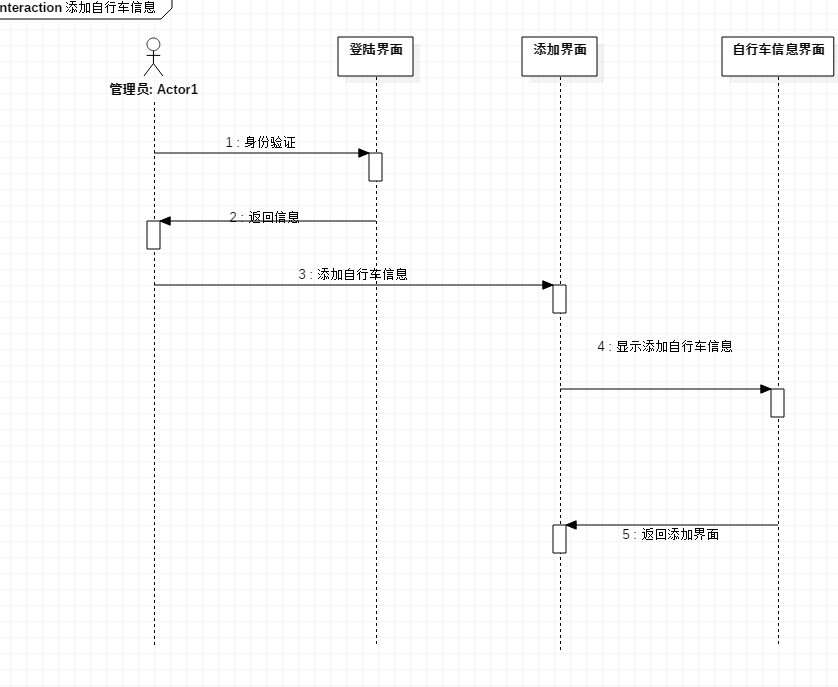 nteraction 添加自行车信息
管理员: Actor1
登陆界面
添加界面
自行车信息界面
1 : 身份验证
2 : 返回信息
3 : 添加自行车信息
4 : 显示添加自行车信息
5 : 返回添加界面